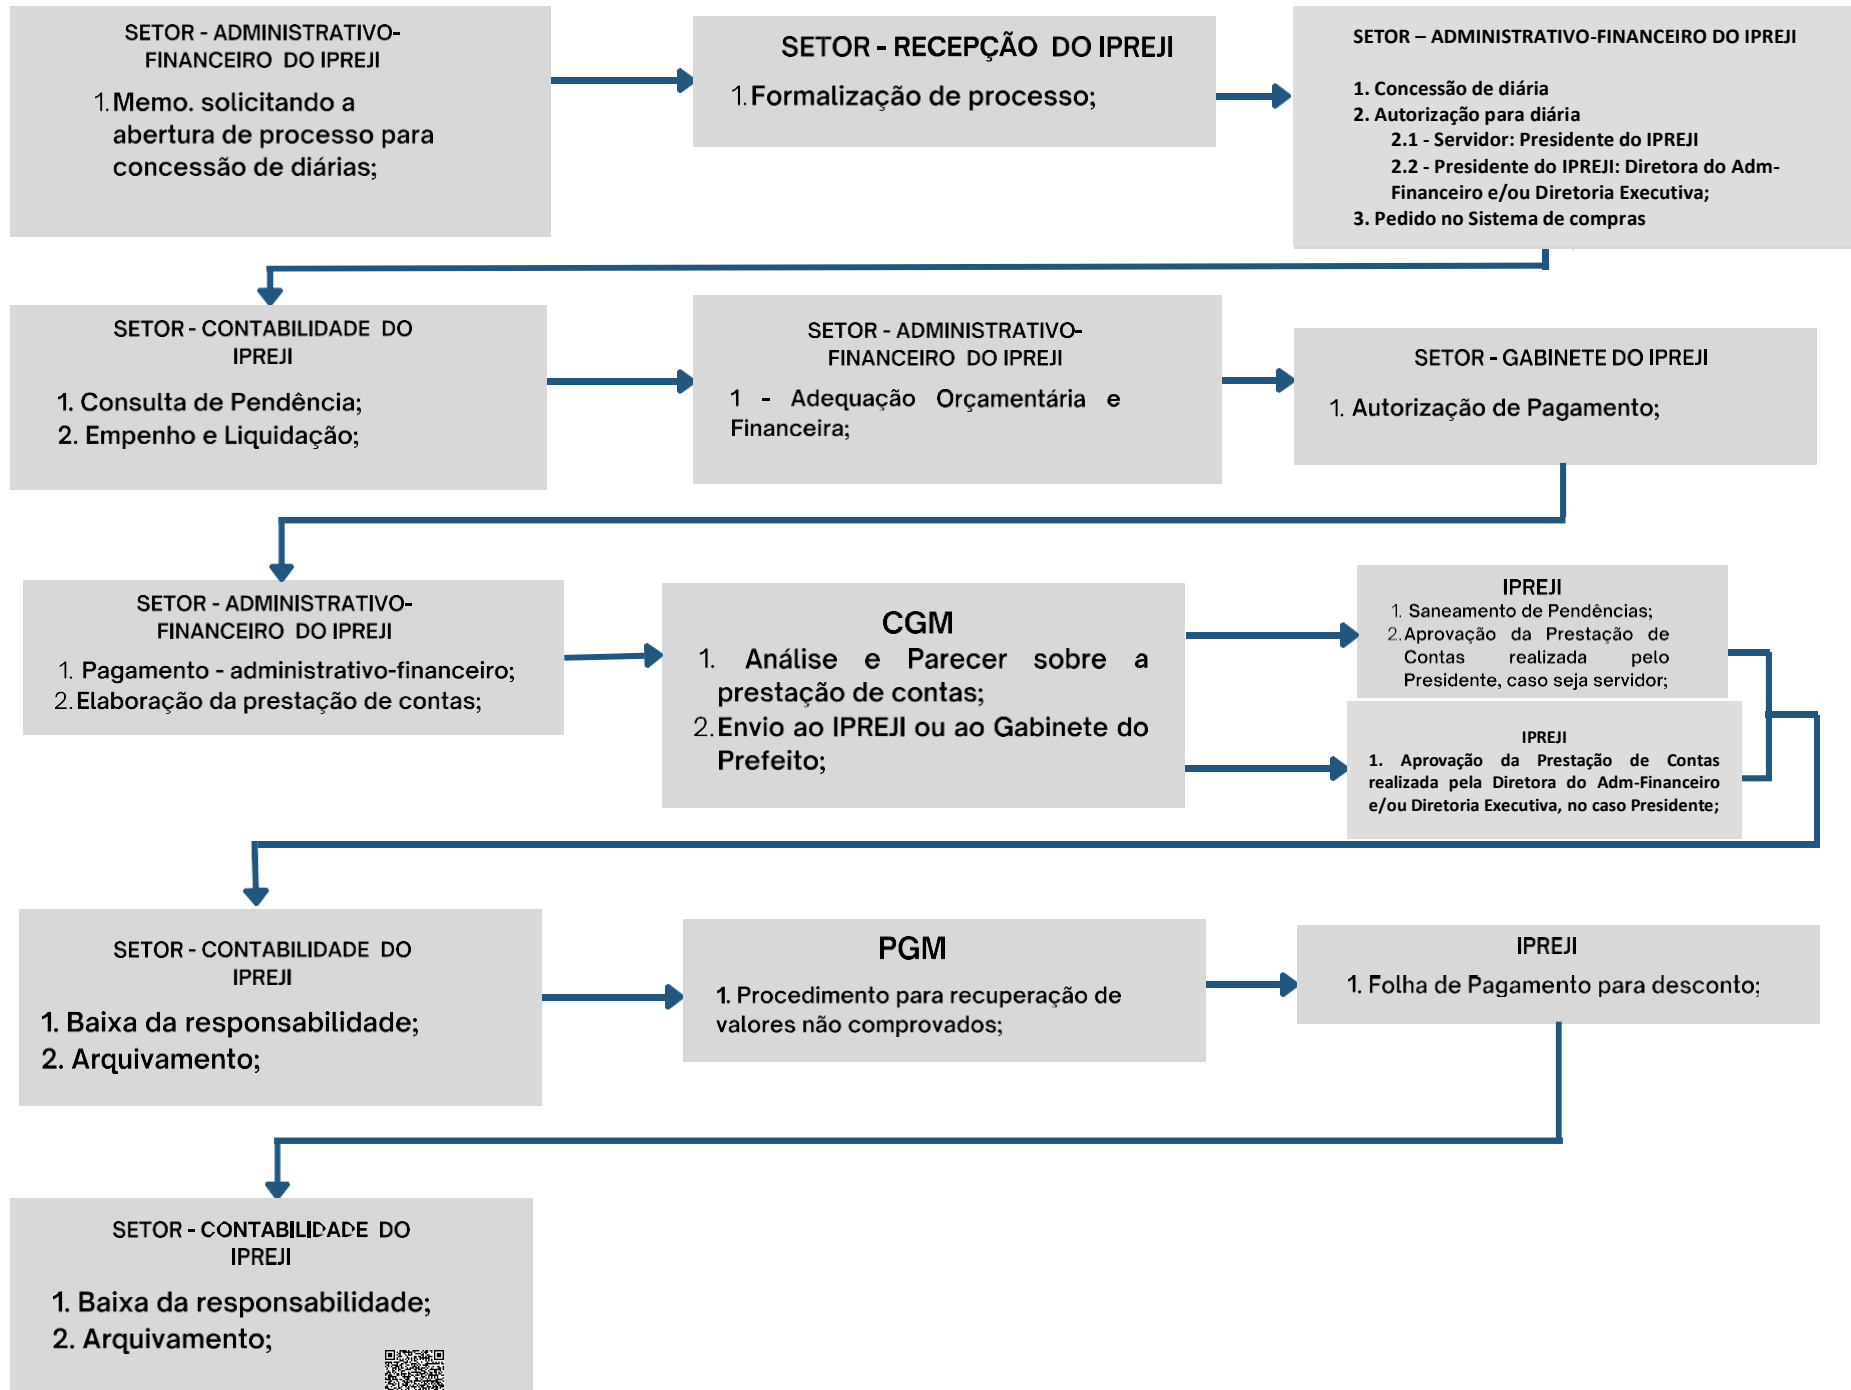 SETOR - ADMINISTRATIVO-
FINANCEIRO DO IPREJI
1. Memo. solicitando a
abertura de processo para
concessão de diárias;
SETOR - RECEPÇÃO DO IPREJI
1. Formalização de processo;
SETOR – ADMINISTRATIVO-FINANCEIRO DO IPREJI
1. Concessão de diária
2. Autorização para diária
2.1 - Servidor: Presidente do IPREJI
2.2 - Presidente do IPREJI: Diretora do Adm-
Financeiro e/ou Diretoria Executiva;
3. Pedido no Sistema de compras
SETOR - CONTABILIDADE DO
IPREJI
1. Consulta de Pendência;
2. Empenho e Liquidação;
SETOR - ADMINISTRATIVO-
FINANCEIRO DO IPREJI
1 - Adequação Orçamentária e
Financeira;
SETOR - GABINETE DO IPREJI
1. Autorização de Pagamento;
SETOR - ADMINISTRATIVO-
FINANCEIRO DO IPREJI
1. Pagamento - administrativo-financeiro;
2. Elaboração da prestação de contas;
CGM
1. Análise e Parecer sobre a
prestação de contas;
2. Envio ao IPREJI ou ao Gabinete do
Prefeito;
IPREJI
1. Saneamento de Pendências;
2. Aprovação da Prestação de
Contas realizada pelo
Presidente, caso seja servidor;
IPREJI
1. Aprovação da Prestação de Contas
realizada pela Diretora do Adm-Financeiro
e/ou Diretoria Executiva, no caso Presidente;
SETOR - CONTABILIDADE DO
IPREJI
1. Baixa da responsabilidade;
2. Arquivamento;
PGM
1. Procedimento para recuperação de
valores não comprovados;
IPREJI
1. Folha de Pagamento para desconto;
SETOR - CONTABILIDADE DO
IPREJI
1. Baixa da responsabilidade;
2. Arquivamento;